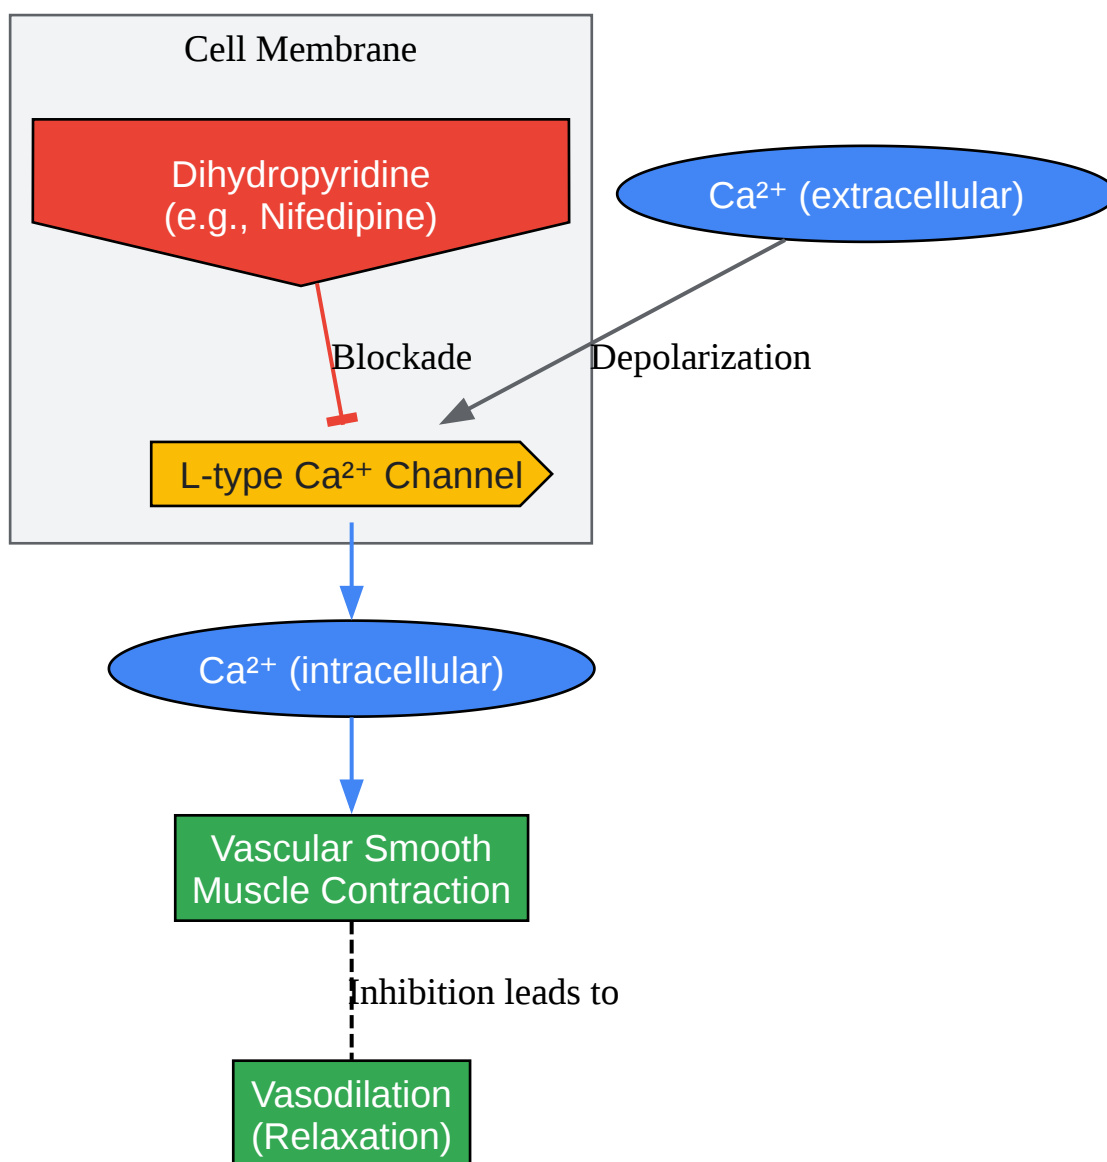 Cell Membrane
Dihydropyridine
(e.g., Nifedipine)
Ca²⁺ (extracellular)
Blockade
Depolarization
L-type Ca²⁺ Channel
Ca²⁺ (intracellular)
Vascular Smooth
Muscle Contraction
Inhibition leads to
Vasodilation
(Relaxation)